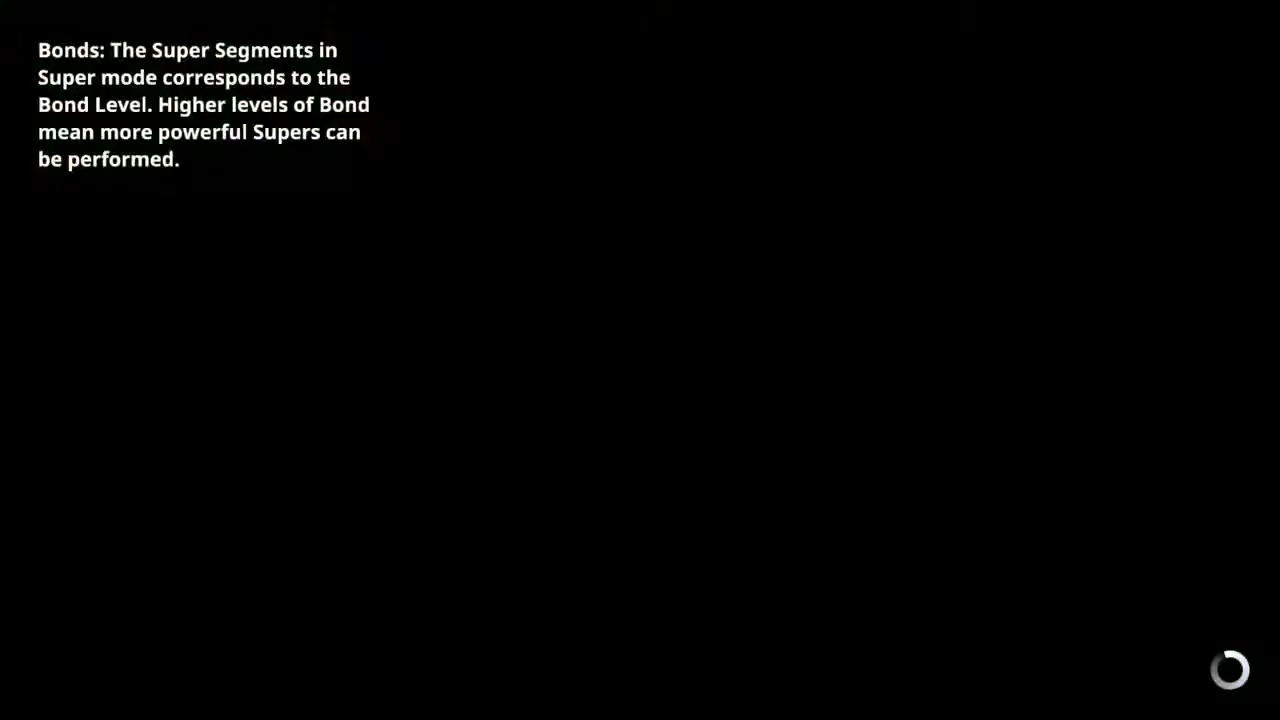 Bonds: The Super Segments in
Super mode corresponds to the
Bond Level. Higher levels of Bond
mean more powerful Supers can
be performed.